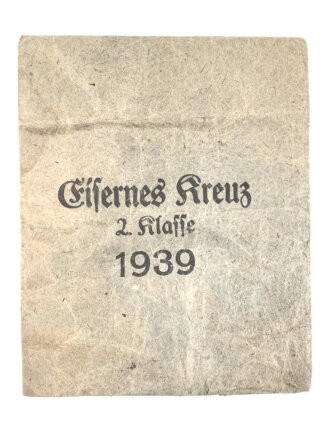 Eisernes Kreuz
2. Klasse
1939